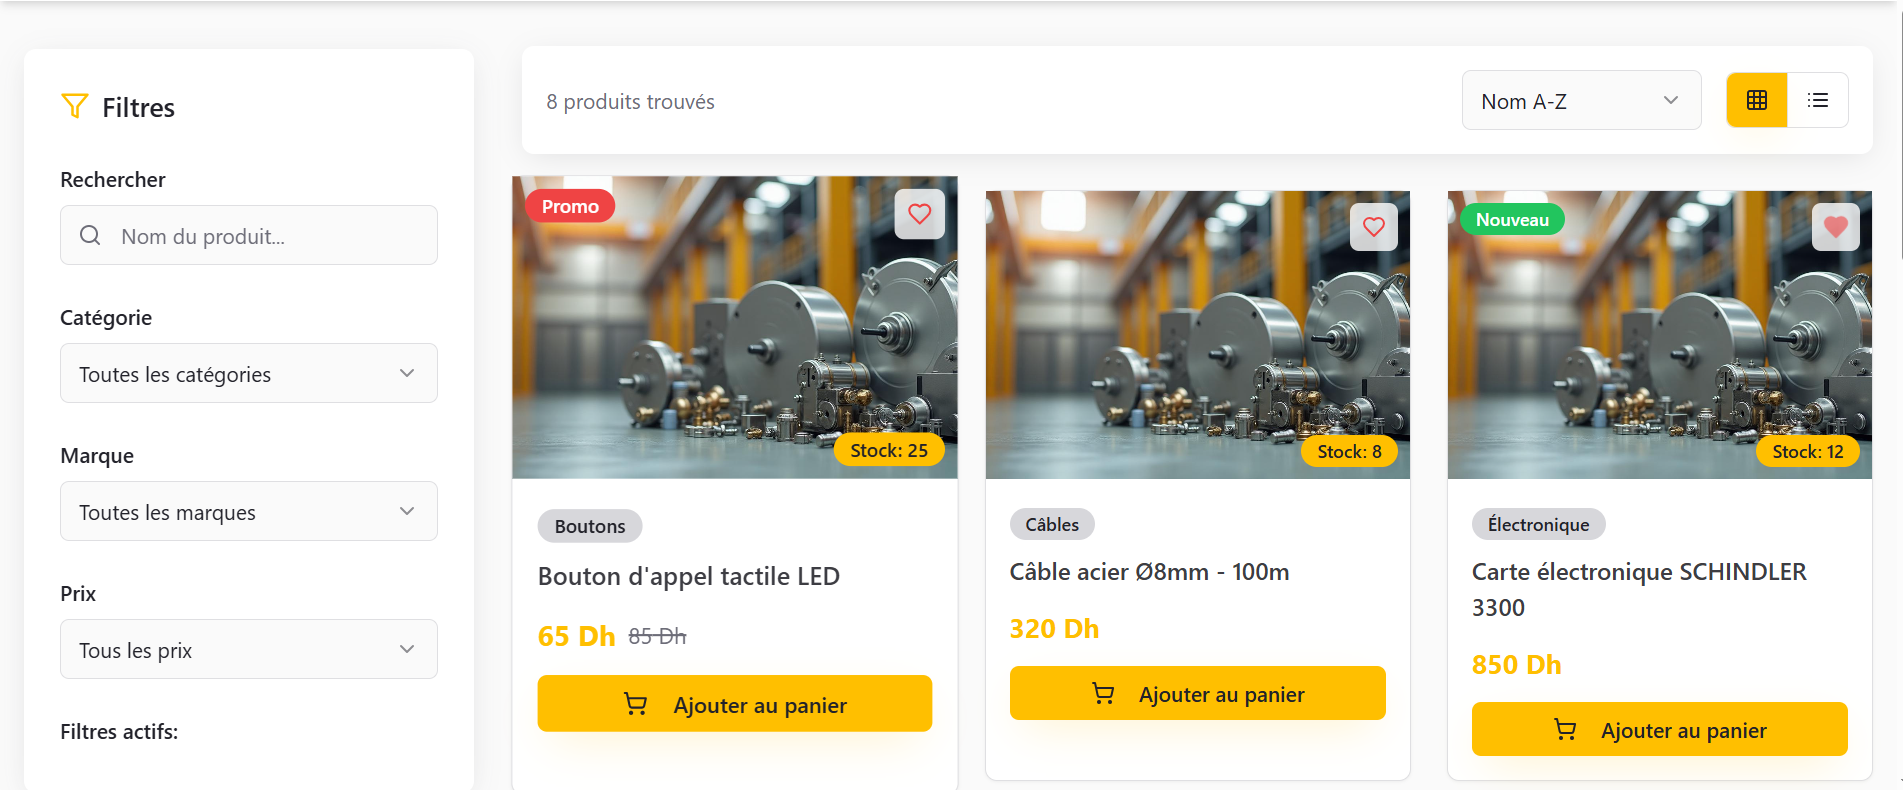 Filtres
Rechercher
Nom du produit...
Catégorie
Toutes les catégories
Marque
Toutes les marques
Prix
Tous les prix
Filtres actifs:
8 produits trouvés
Nom A-Z
Promo
Stock: 25
Boutons
Bouton d'appel tactile LED
65 Dh 85 Dh
Ajouter au panier
Stock: 8
Câbles
Câble acier Ø8mm - 100m
320 Dh
Ajouter au panier
Nouveau
Stock: 12
Électronique
Carte électronique SCHINDLER
3300
850 Dh
Ajouter au panier